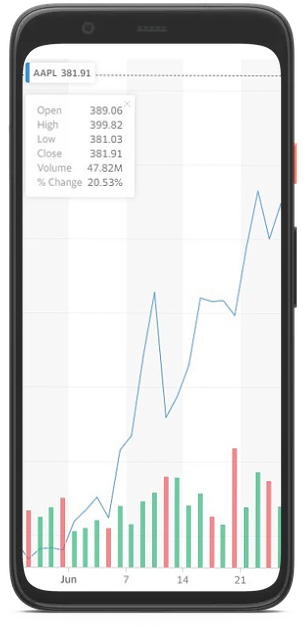 AAPL 381.91
Open 389.06
High 399.82
Low 381.03
Close 381.91
Volume 47.82M
% Change 20.53%
Jun 7 14 21